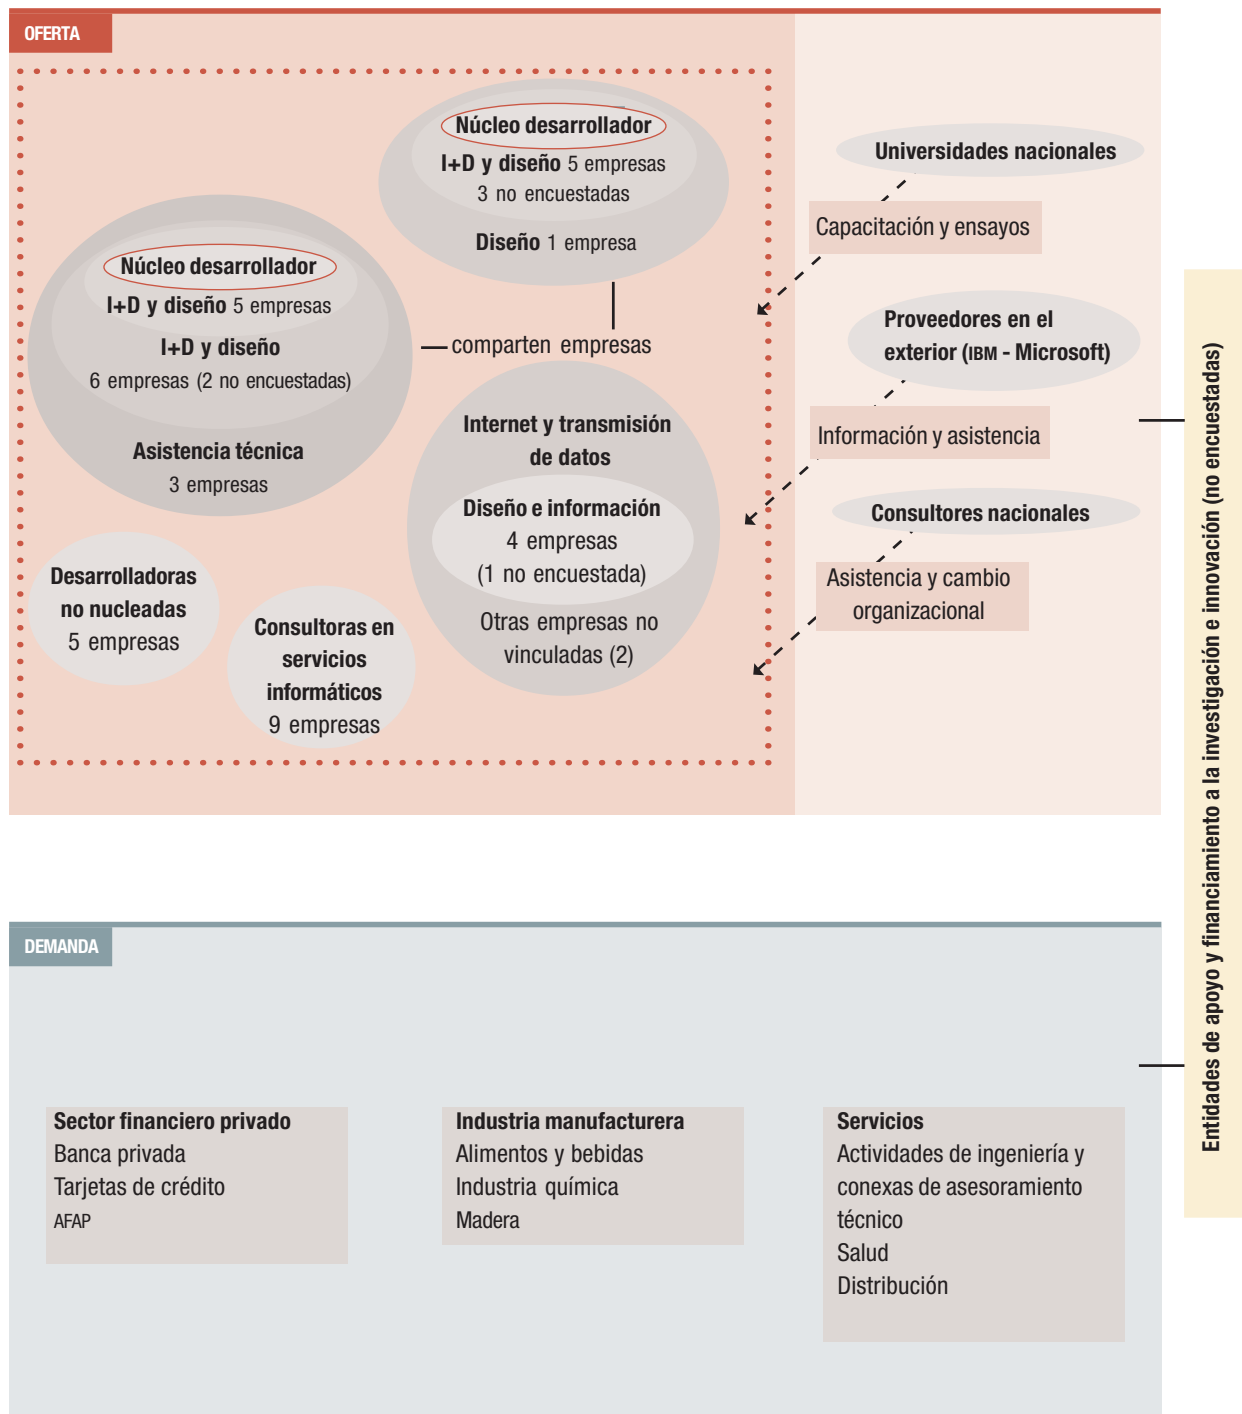 OFERTA
Núcleo desarrollador
I+D y diseño 5 empresas
3 no encuestadas
Diseño 1 empresa
Núcleo desarrollador
I+D y diseño 5 empresas
I+D y diseño
6 empresas (2 no encuestadas)
Asistencia técnica
3 empresas
comparten empresas
Internet y transmisión
de datos
Diseño e información
4 empresas
(1 no encuestada)
Otras empresas no
vinculadas (2)
Desarrolladoras
no nucleadas
5 empresas
Consultoras en
servicios
informáticos
9 empresas
Universidades nacionales
Capacitación y ensayos
Proveedores en el
exterior (IBM - Microsoft)
Información y asistencia
Consultores nacionales
Asistencia y cambio
organizacional
Entidades de apoyo y financiamiento a la investigación e innovación (no encuestadas)
DEMANDA
Sector financiero privado
Banca privada
Tarjetas de crédito
AFAP
Industria manufacturera
Alimentos y bebidas
Industria química
Madera
Servicios
Actividades de ingeniería y
conexas de asesoramiento
técnico
Salud
Distribución